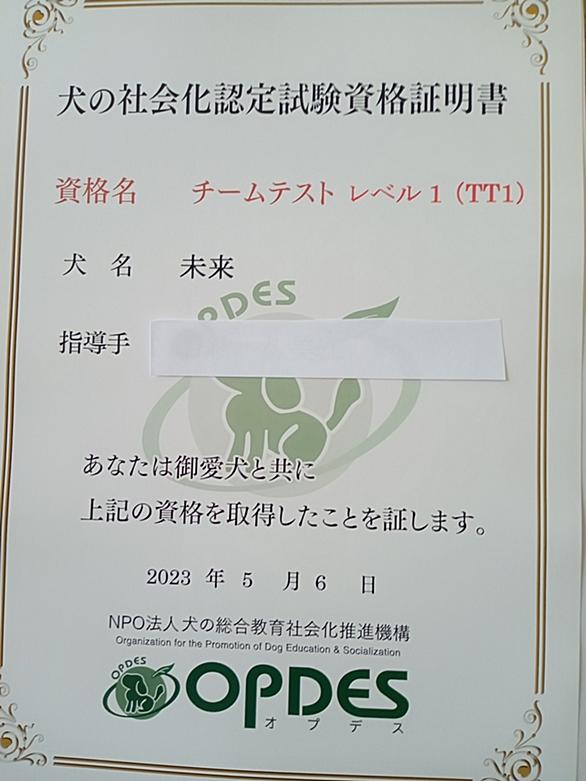 犬の社会化認定試験資格証明書
資格名 チームテスト レベル1(TT1)
犬 名 未来
OPDES
指導手
あなたは御愛犬と共に
上記の資格を取得したことを証します。
2023 年 5 月 6 日
NPO法人犬の総合教育社会化推進機構
Organization for the Promotion of Dog Education & Socialization
OPDES
OPDES
オプデス